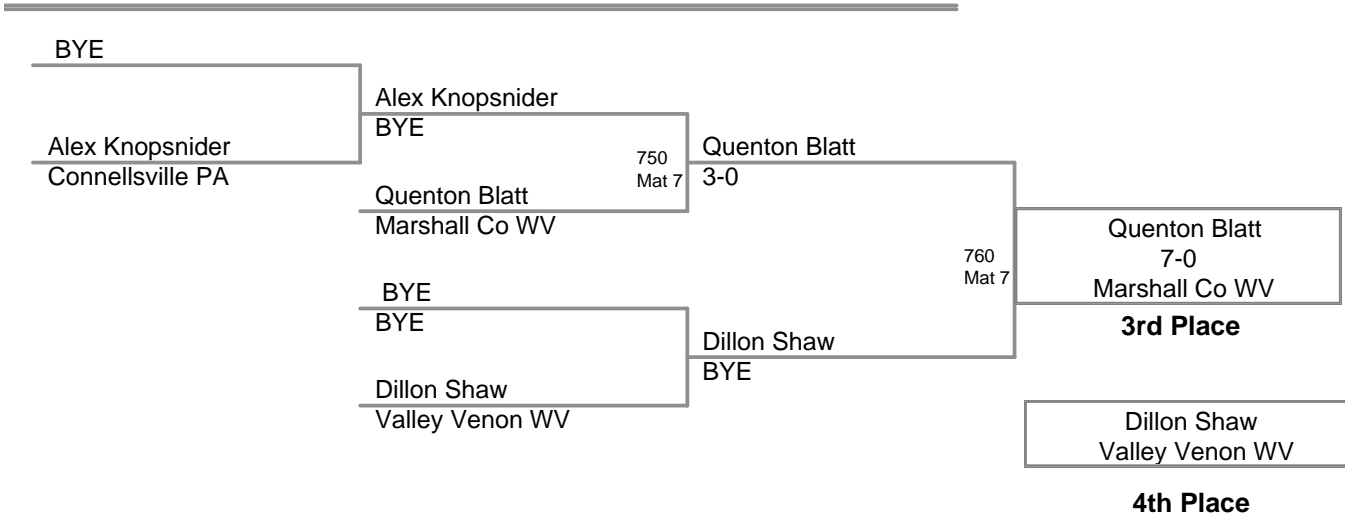 BYE
Alex Knopsnider
Connellsville PA
Alex Knopsnider
BYE
Quenton Blatt
Marshall Co WV
750
Mat 7
Quenton Blatt
3-0
BYE
BYE
Dillon Shaw
Valley Venon WV
Dillon Shaw
BYE
760
Mat 7
Quenton Blatt
7-0
Marshall Co WV
3rd Place
Dillon Shaw
Valley Venon WV
4th Place